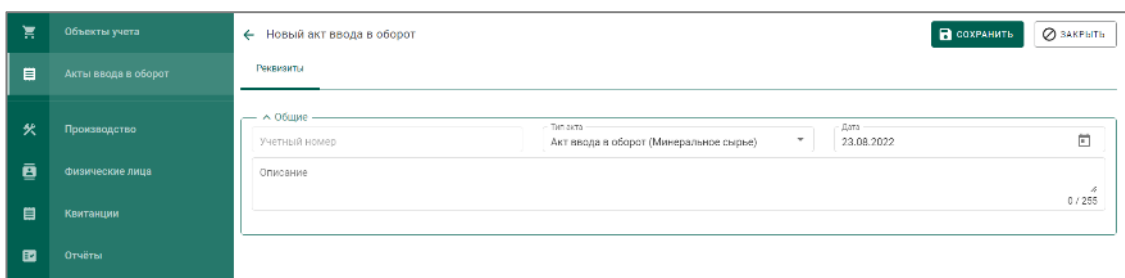 Объекты учета
Акты ввода в оборот
Производство
Физические лица
Квитанции
Отчёты
Новый акт ввода в оборот
СОХРАНИТЬ
ЗАКРЫТЬ
Реквизиты
Общие
Учетный номер
Тип акта
Акт ввода в оборот (Минеральное сырье)
Дата
23.08.2022
Описание
0 / 255